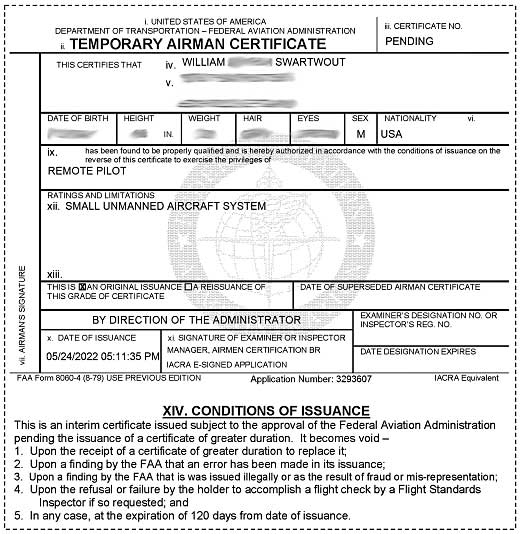 i. UNITED STATES OF AMERICA
DEPARTMENT OF TRANSPORTATION – FEDERAL AVIATION ADMINISTRATION
ii. TEMPORARY AIRMAN CERTIFICATE
iii. CERTIFICATE NO.
PENDING
THIS CERTIFIES THAT iv. WILLIAM SWARTWOUT
v.
DATE OF BIRTH HEIGHT WEIGHT HAIR EYES SEX NATIONALITY vi.
IN. M USA
ix. has been found to be properly qualified and is hereby authorized in accordance with the conditions of issuance on the
reverse of this certificate to exercise the privileges of
REMOTE PILOT
RATINGS AND LIMITATIONS
xii. SMALL UNMANNED AIRCRAFT SYSTEM
xiii.
THIS IS ☒AN ORIGINAL ISSUANCE ☐A REISSUANCE OF
THIS GRADE OF CERTIFICATE
DATE OF SUPERSEDED AIRMAN CERTIFICATE
vii. AIRMAN'S SIGNATURE
BY DIRECTION OF THE ADMINISTRATOR
EXAMINER'S DESIGNATION NO. OR
INSPECTOR'S REG. NO.
x. DATE OF ISSUANCE
05/24/2022 05:11:35 PM
xi. SIGNATURE OF EXAMINER OR INSPECTOR
MANAGER, AIRMEN CERTIFICATION BR
IACRA E-SIGNED APPLICATION
DATE DESIGNATION EXPIRES
FAA Form 8060-4 (8-79) USE PREVIOUS EDITION Application Number: 3293607 IACRA Equivalent
XIV. CONDITIONS OF ISSUANCE
This is an interim certificate issued subject to the approval of the Federal Aviation Administration
pending the issuance of a certificate of greater duration. It becomes void –
1. Upon the receipt of a certificate of greater duration to replace it;
2. Upon a finding by the FAA that an error has been made in its issuance;
3. Upon a finding by the FAA that is was issued illegally or as the result of fraud or mis-representation;
4. Upon the refusal or failure by the holder to accomplish a flight check by a Flight Standards
Inspector if so requested; and
5. In any case, at the expiration of 120 days from date of issuance.